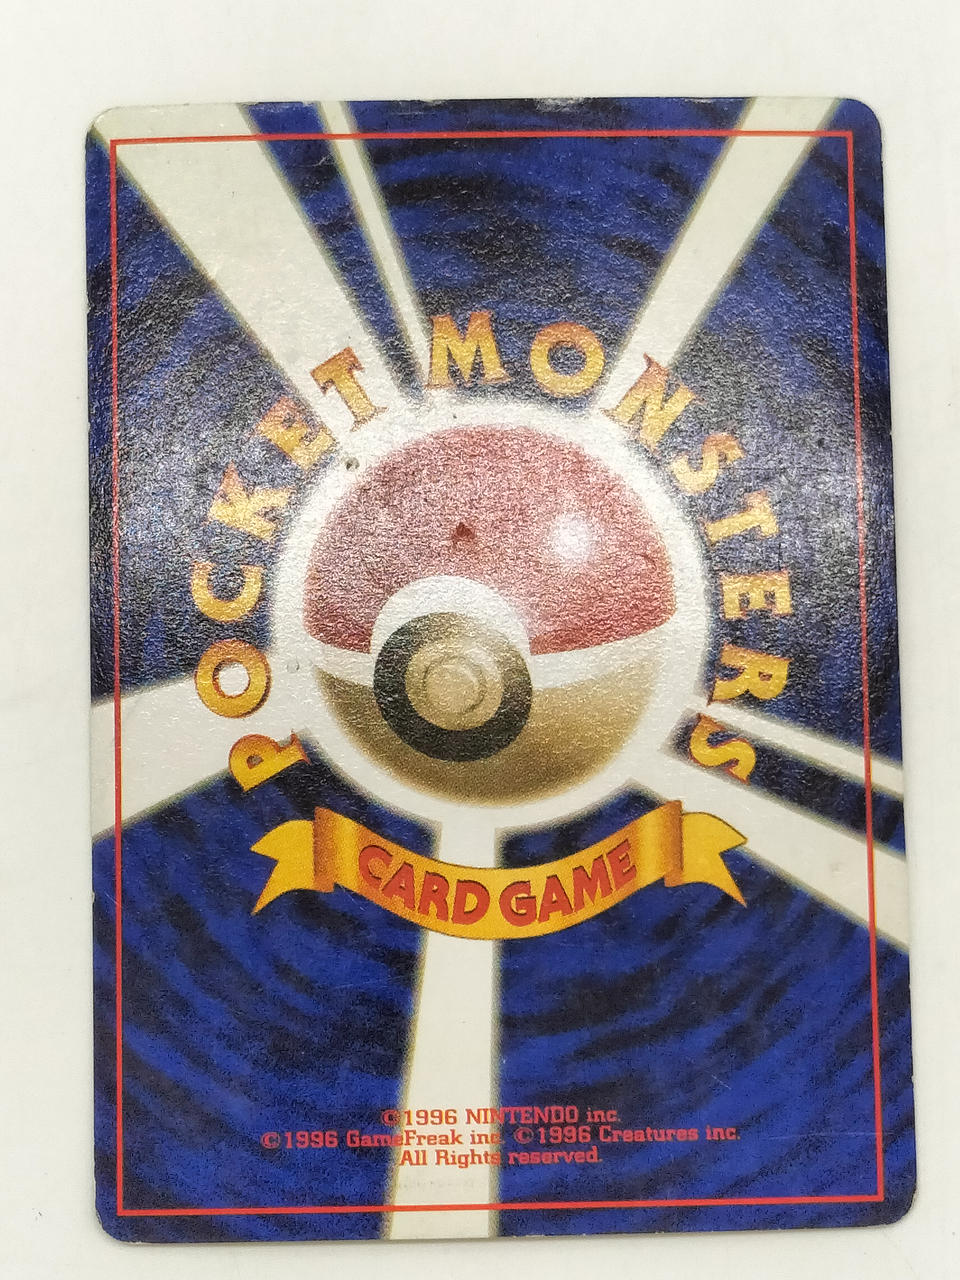 POCKET MONSTERS
CARD GAME
©1996 NINTENDO inc.
©1996 GameFreak inc. ©1996 Creatures inc.
All Rights reserved.